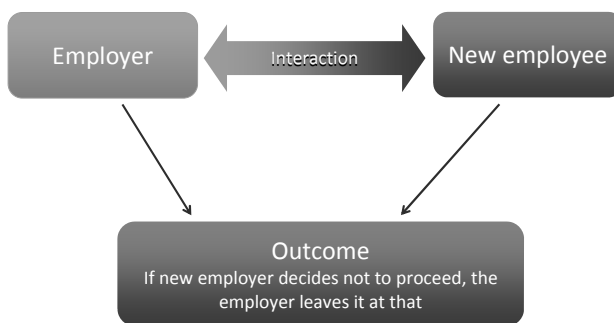 Employer
Interaction
New employee
Outcome
If new employer decides not to proceed, the
employer leaves it at that